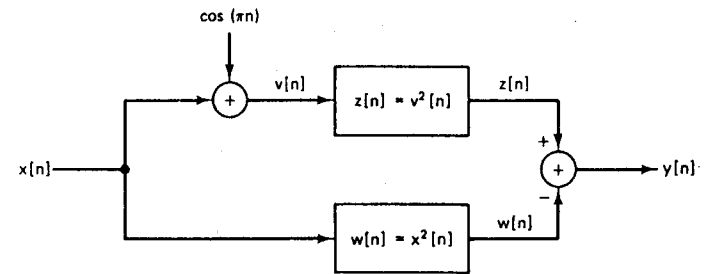 cos (πn)
v[n]
z[n] = v²[n]
z[n]
+
+
x[n]
+
y[n]
−
w[n] = x²[n]
w[n]